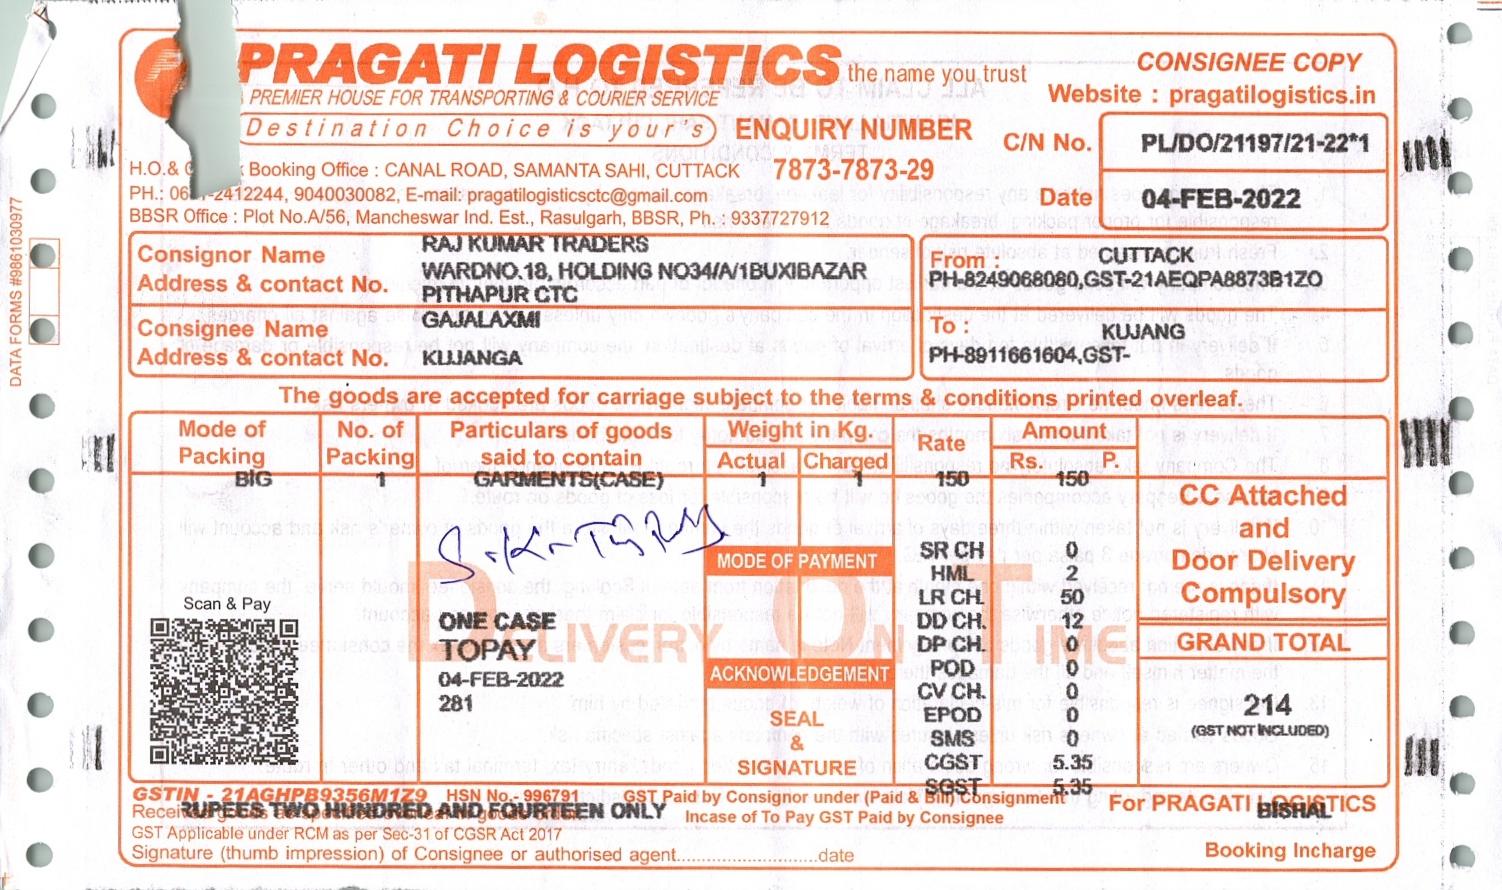 PRAGATI LOGISTICS the name you trust
A PREMIER HOUSE FOR TRANSPORTING & COURIER SERVICE
Destination Choice is your's
ENQUIRY NUMBER
7873-7873-29
CONSIGNEE COPY
Website : pragatilogistics.in
C/N No. PL/DO/21197/21-22*1
Date 04-FEB-2022
H.O.& Booking Office : CANAL ROAD, SAMANTA SAHI, CUTTACK
PH.: -2412244, 9040030082, E-mail: pragatilogisticsctc@gmail.com
BBSR Office : Plot No.A/56, Mancheswar Ind. Est., Rasulgarh, BBSR, Ph. : 9337727912
DATA FORMS #9861030977
Consignor Name
Address & contact No.
RAJ KUMAR TRADERS
WARDNO.18, HOLDING NO34/A/1BUXIBAZAR
PITHAPUR CTC
From : CUTTACK
PH-8249068080,GST-21AEQPA8873B1ZO
Consignee Name
Address & contact No.
GAJALAXMI
KUJANGA
To : KUJANG
PH-8911661604,GST-
The goods are accepted for carriage subject to the terms & conditions printed overleaf.
Mode of Packing
No. of Packing
Particulars of goods said to contain
Weight in Kg.
Actual Charged
Rate
Amount
Rs. P.
BIG 1 GARMENTS(CASE) 1 1 150 150
CC Attached
and
Door Delivery
Compulsory
MODE OF PAYMENT
SR CH 0
HML 2
LR CH. 50
DD CH. 12
DP CH. 0
POD 0
CV CH. 0
EPOD 0
SMS 0
CGST 5.35
SGST 5.35
Scan & Pay
DELIVERY ON TIME
ONE CASE
TOPAY
04-FEB-2022
281
ACKNOWLEDGEMENT
SEAL
&
SIGNATURE
GRAND TOTAL
214
(GST NOT INCLUDED)
GSTIN - 21AGHPB9356M1Z9 HSN No.- 996791 GST Paid by Consignor under (Paid & Bill) Consignment
Incase of To Pay GST Paid by Consignee
RUPEES TWO HUNDRED AND FOURTEEN ONLY
GST Applicable under RCM as per Sec-31 of CGSR Act 2017
Signature (thumb impression) of Consignee or authorised agent............................date
For PRAGATI LOGISTICS
BISHAL
Booking Incharge